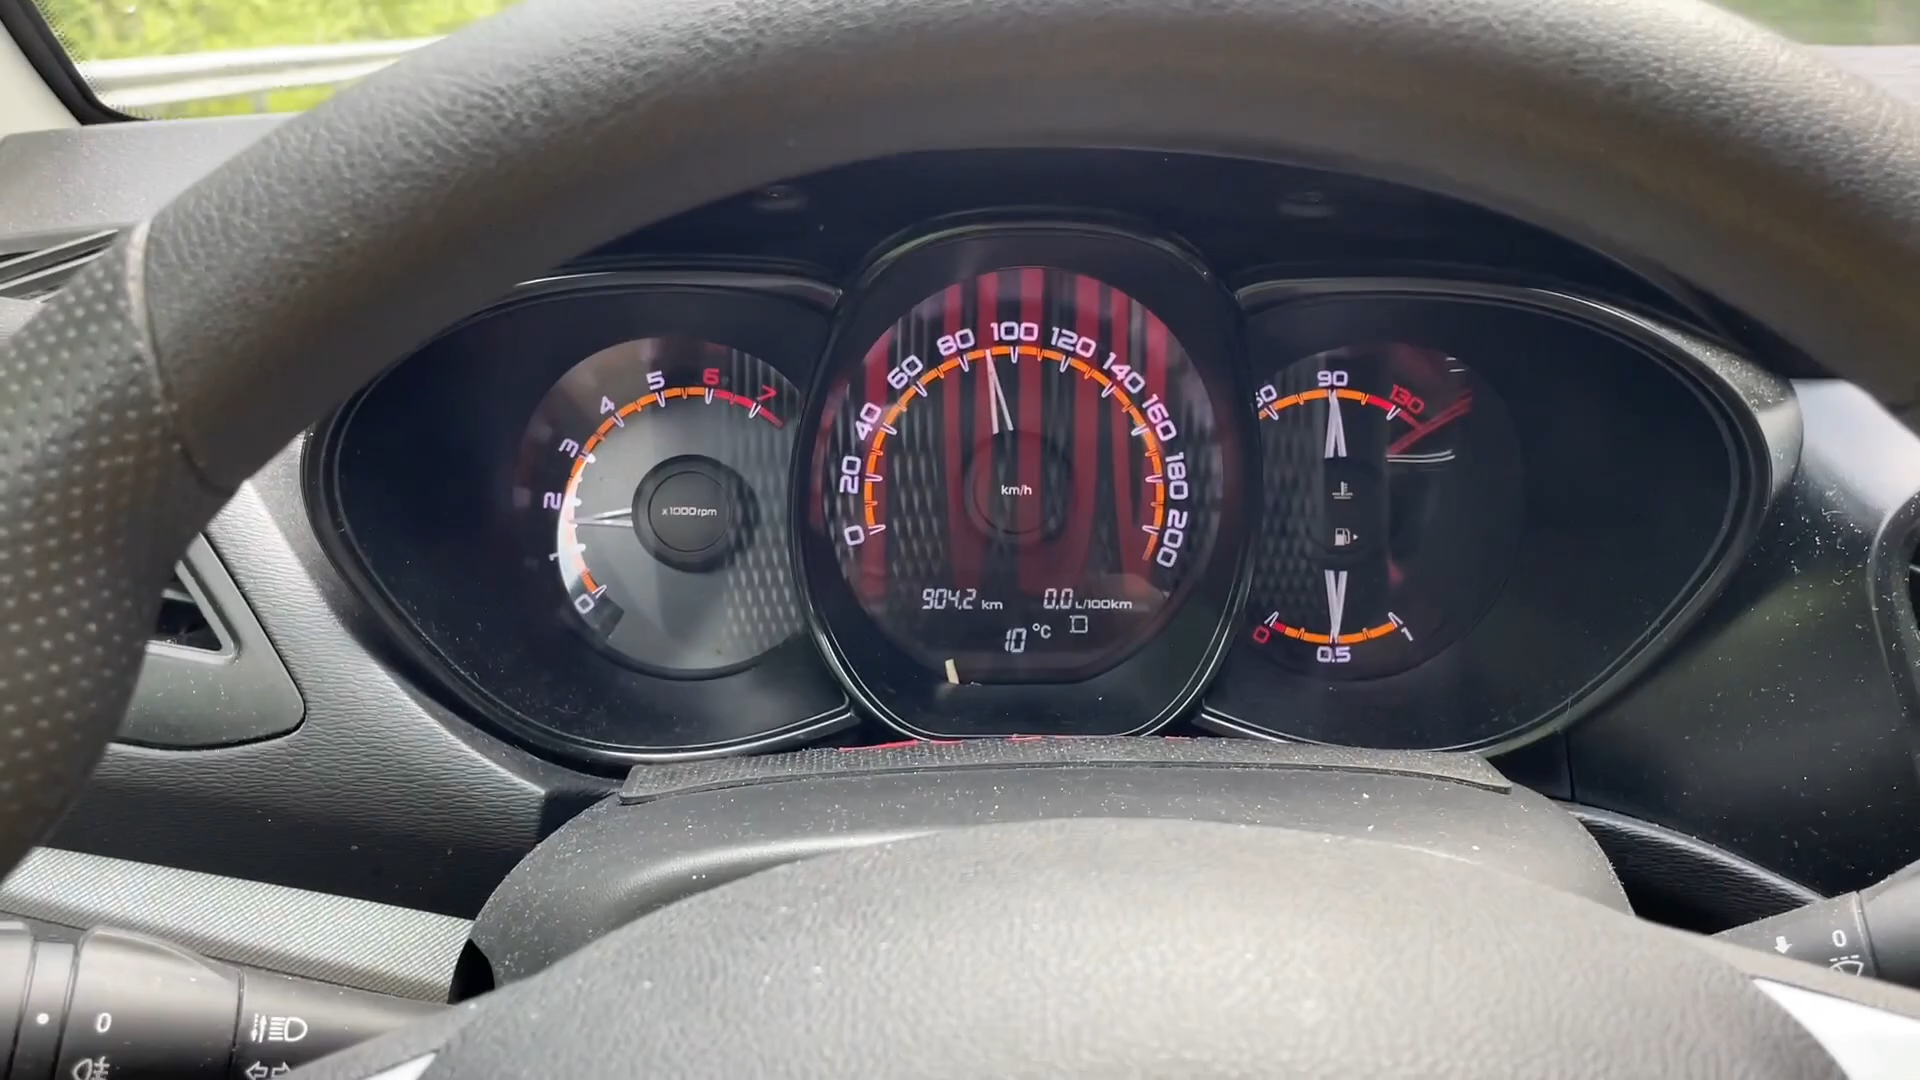 0 1 2 3 4 5 6 7
x1000rpm
0 20 40 60 80 100 120 140 160 180 200
km/h
904.2 km 0.0 L/100km
10 °C
90 130
0 0.5 1
0
0